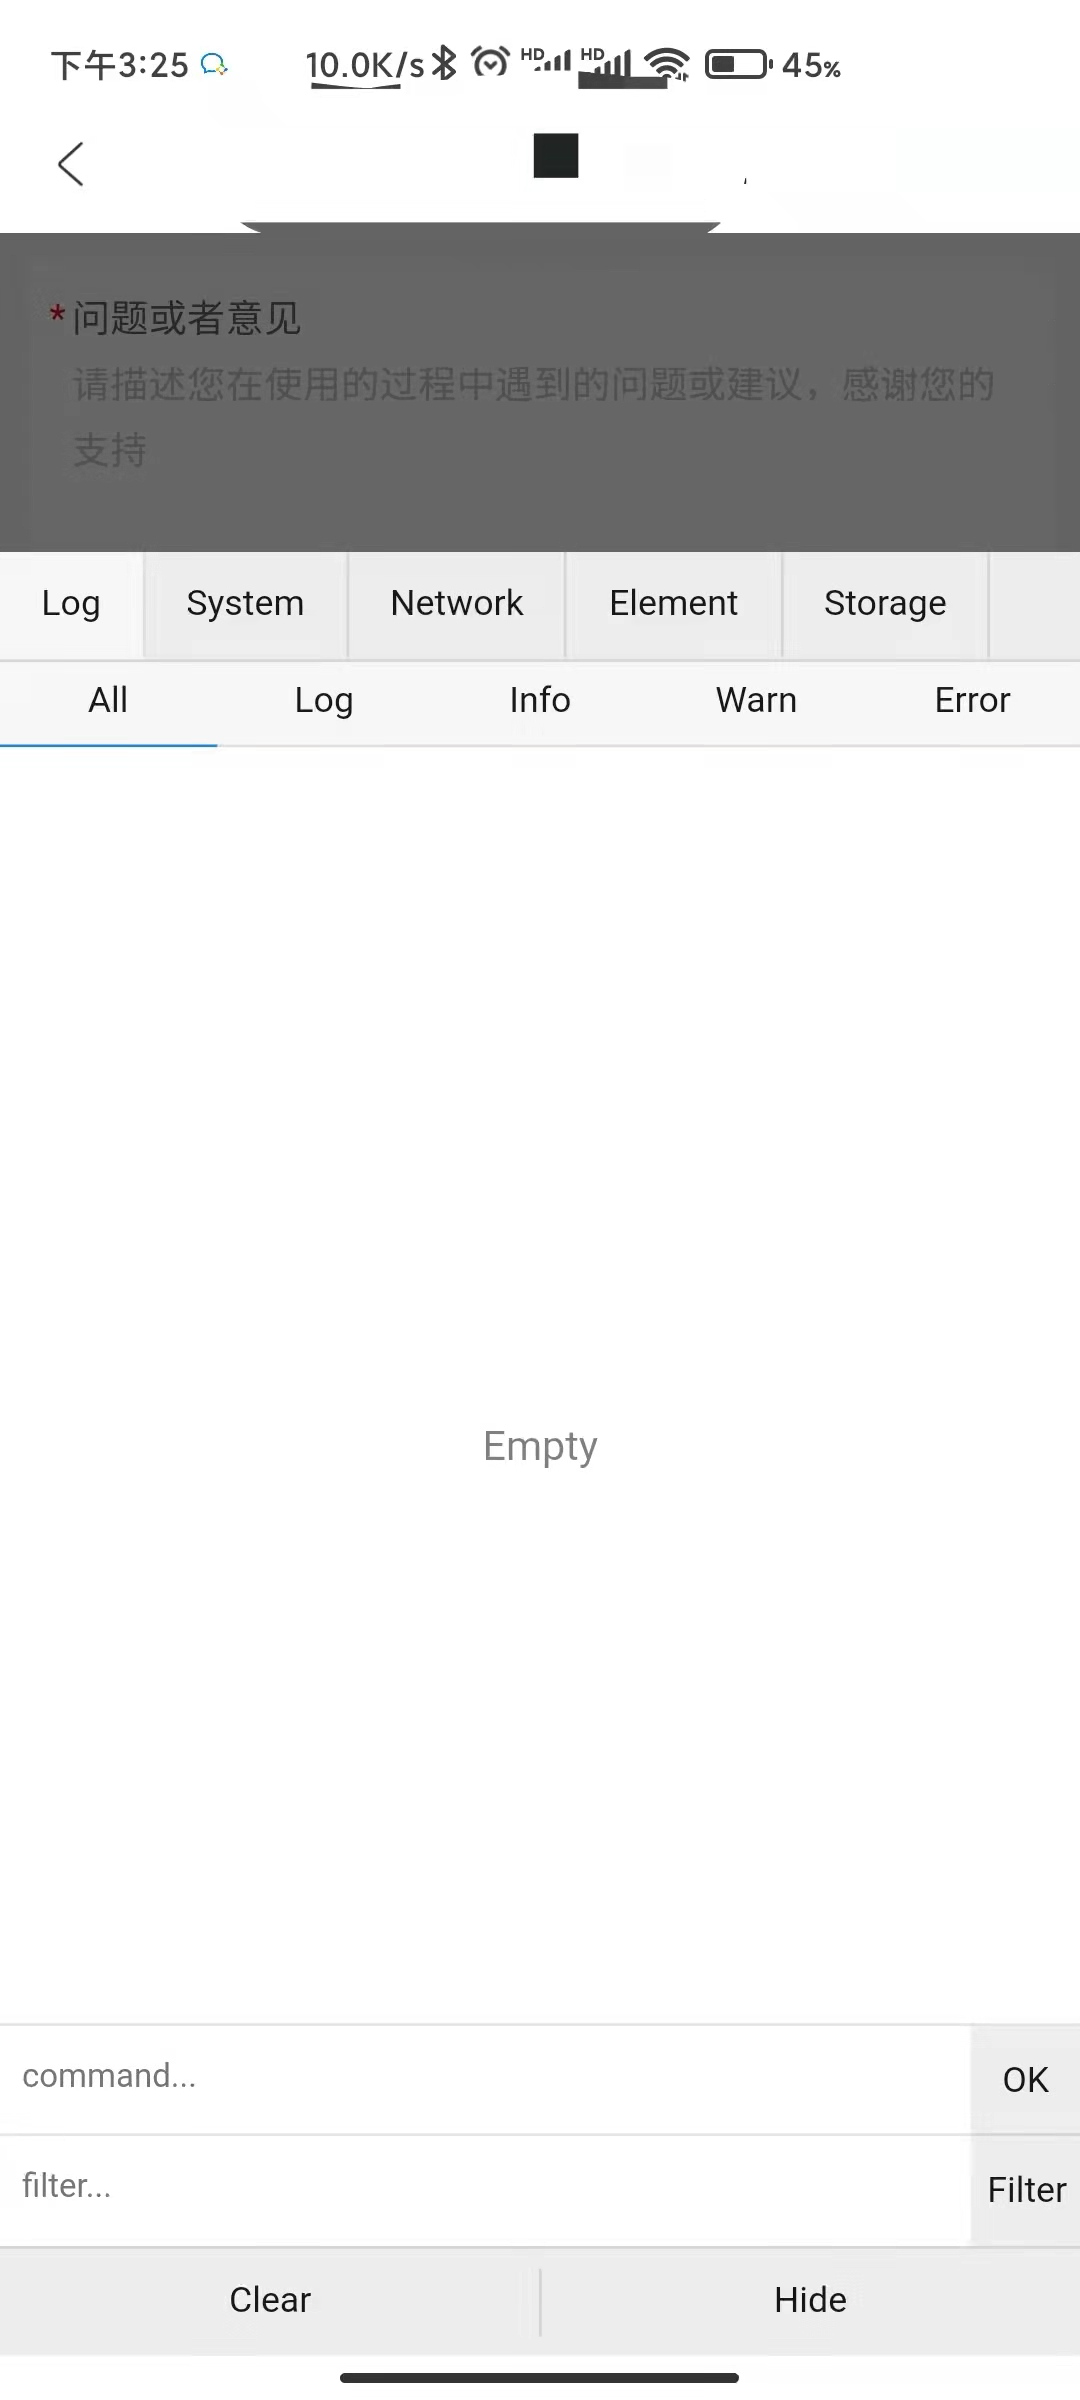 下午3:25 10.0K/s HD HD 45%
*问题或者意见
请描述您在使用的过程中遇到的问题或建议，感谢您的
支持
Log System Network Element Storage
All Log Info Warn Error
Empty
command... OK
filter... Filter
Clear Hide